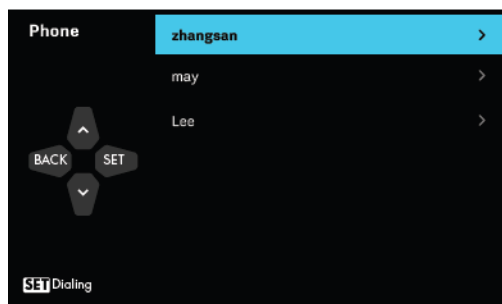 Phone
zhangsan
may
Lee
BACK
SET
SET Dialing